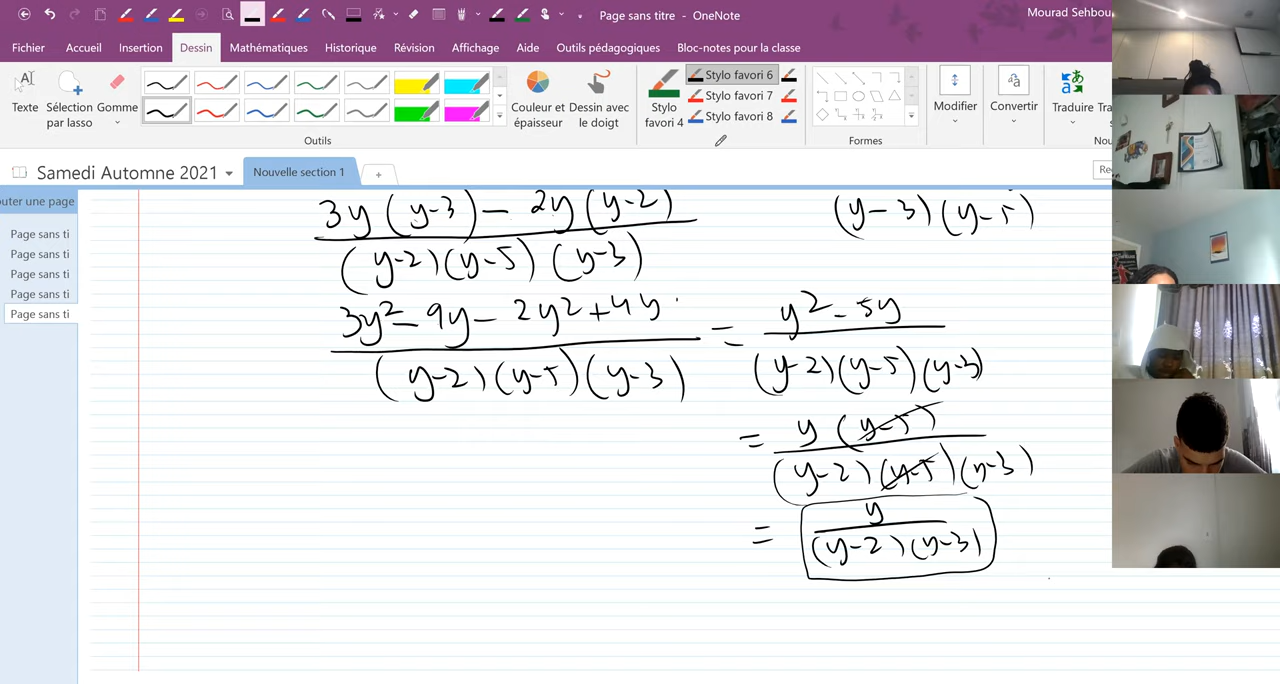 Page sans titre - OneNote
Mourad Sehbou
Fichier Accueil Insertion Dessin Mathématiques Historique Révision Affichage Aide Outils pédagogiques Bloc-notes pour la classe
Texte
Sélection par lasso
Gomme
Couleur et épaisseur
Dessin avec le doigt
Stylo favori 4
Stylo favori 6
Stylo favori 7
Stylo favori 8
Modifier
Convertir
Traduire
Outils
Formes
Samedi Automne 2021
Nouvelle section 1
outer une page
Page sans ti
Page sans ti
Page sans ti
Page sans ti
Page sans ti
3y(y-3) - 2y(y-2)
(y-2)(y-5)(y-3)
(y-3)(y-5)
3y² - 9y - 2y² + 4y
(y-2)(y-5)(y-3)
= y² - 5y
(y-2)(y-5)(y-3)
= y(y-5)
(y-2)(y-5)(y-3)
= y
(y-2)(y-3)